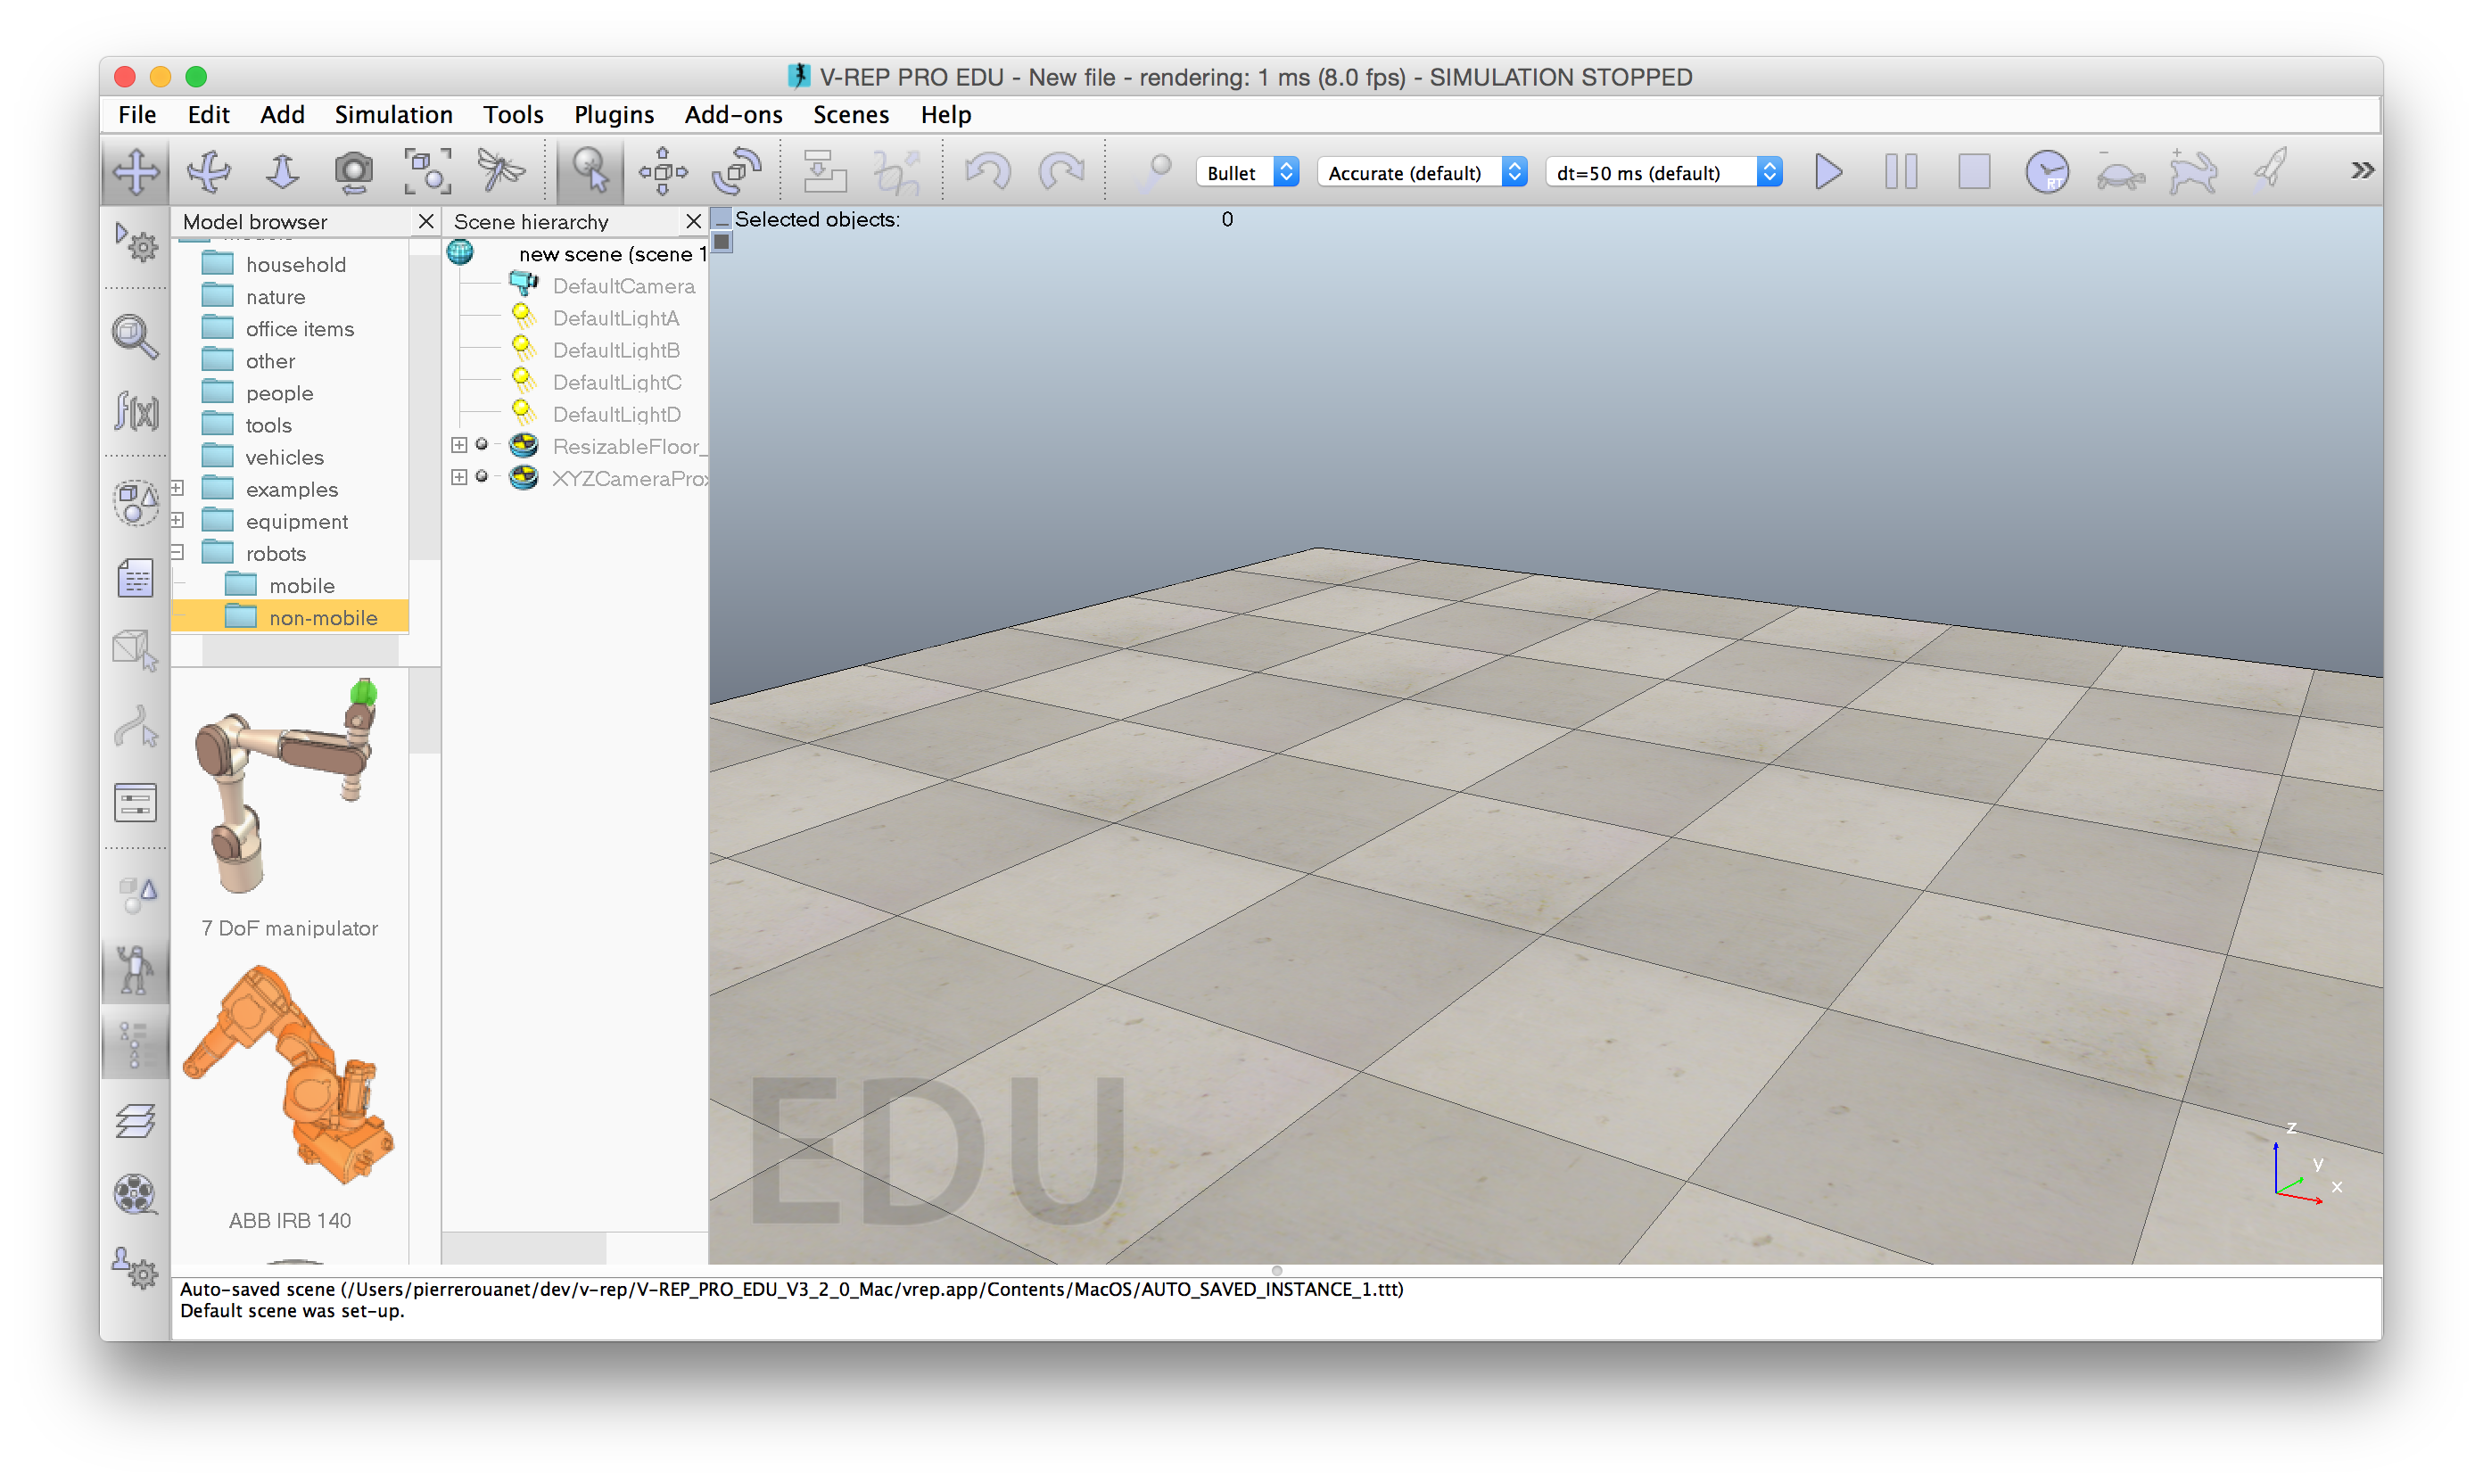 V-REP PRO EDU - New file - rendering: 1 ms (8.0 fps) - SIMULATION STOPPED
File Edit Add Simulation Tools Plugins Add-ons Scenes Help
Bullet Accurate (default) dt=50 ms (default)
RT
Model browser
household
nature
office items
other
people
tools
vehicles
examples
equipment
robots
mobile
non-mobile
7 DoF manipulator
ABB IRB 140
Scene hierarchy
new scene (scene 1
DefaultCamera
DefaultLightA
DefaultLightB
DefaultLightC
DefaultLightD
ResizableFloor_
XYZCameraPro
Selected objects: 0
EDU
z
y
x
Auto-saved scene (/Users/pierrerouanet/dev/v-rep/V-REP_PRO_EDU_V3_2_0_Mac/vrep.app/Contents/MacOS/AUTO_SAVED_INSTANCE_1.ttt)
Default scene was set-up.